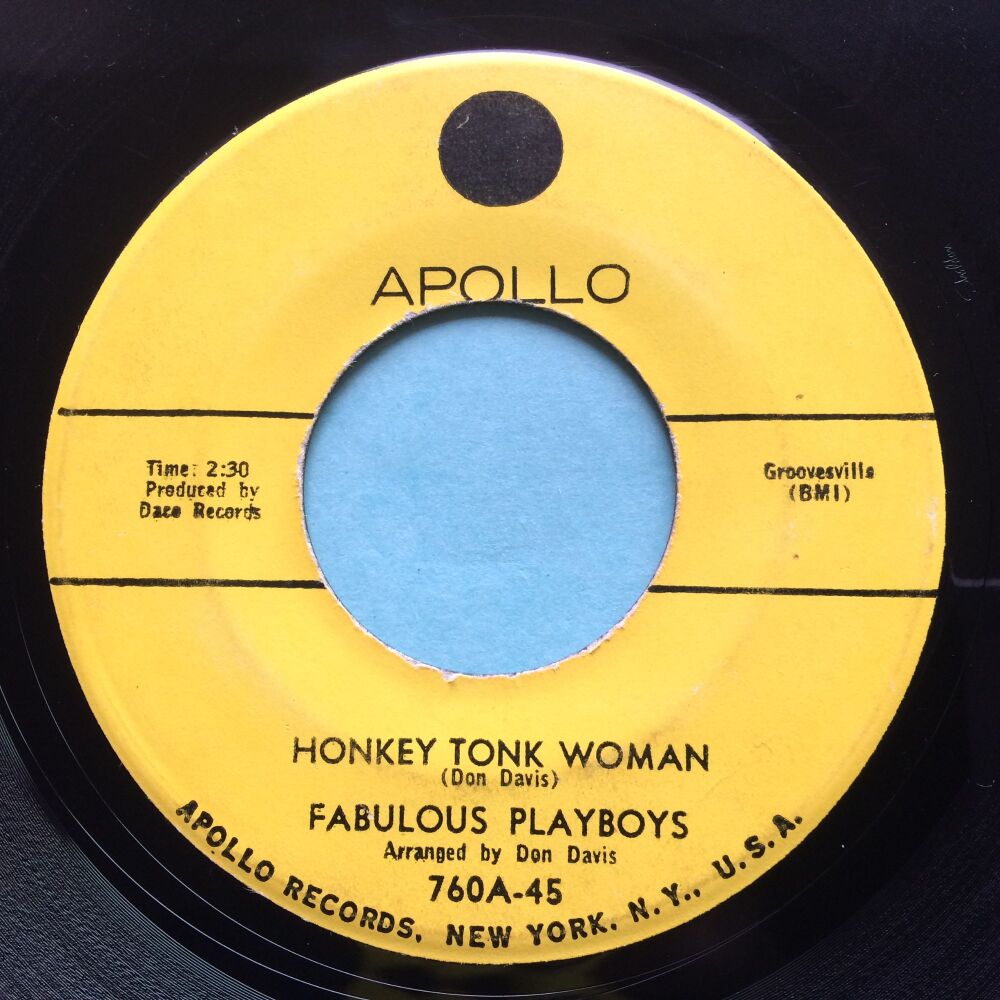 APOLLO
Time: 2:30
Produced by
Daco Records
Groovesville
(BMI)
HONKEY TONK WOMAN
(Don Davis)
FABULOUS PLAYBOYS
Arranged by Don Davis
760A-45
APOLLO RECORDS, NEW YORK, N.Y., U.S.A.